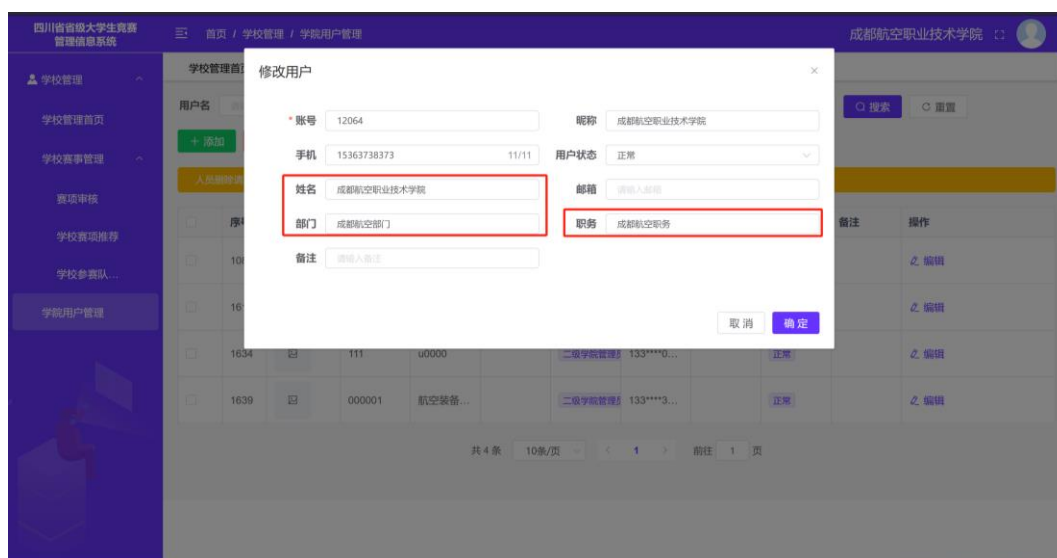 四川省省级大学生竞赛
管理信息系统
首页 / 学校管理 / 学院用户管理
成都航空职业技术学院
学校管理
学校管理首页
学校赛事管理
赛项审核
学校赛项推荐
学校参赛队...
学院用户管理
学校管理首
用户名
搜索
重置
+ 添加
修改用户
* 账号 12064
昵称 成都航空职业技术学院
手机 15363738373 11/11
用户状态 正常
姓名 成都航空职业技术学院
邮箱 请输入邮箱
部门 成都航空部门
职务 成都航空职务
备注 请输入备注
取消 确定
备注 操作
编辑
编辑
1634 111 u0000 二级学院管理 133****0... 正常 编辑
1639 000001 航空装备... 二级学院管理 133****3... 正常 编辑
共 4 条 10条/页 < 1 > 前往 1 页